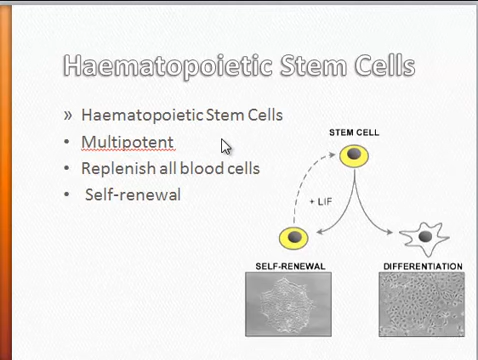 Haematopoietic Stem Cells
» Haematopoietic Stem Cells
• Multipotent
• Replenish all blood cells
• Self-renewal
STEM CELL
+ LIF
SELF-RENEWAL
DIFFERENTIATION